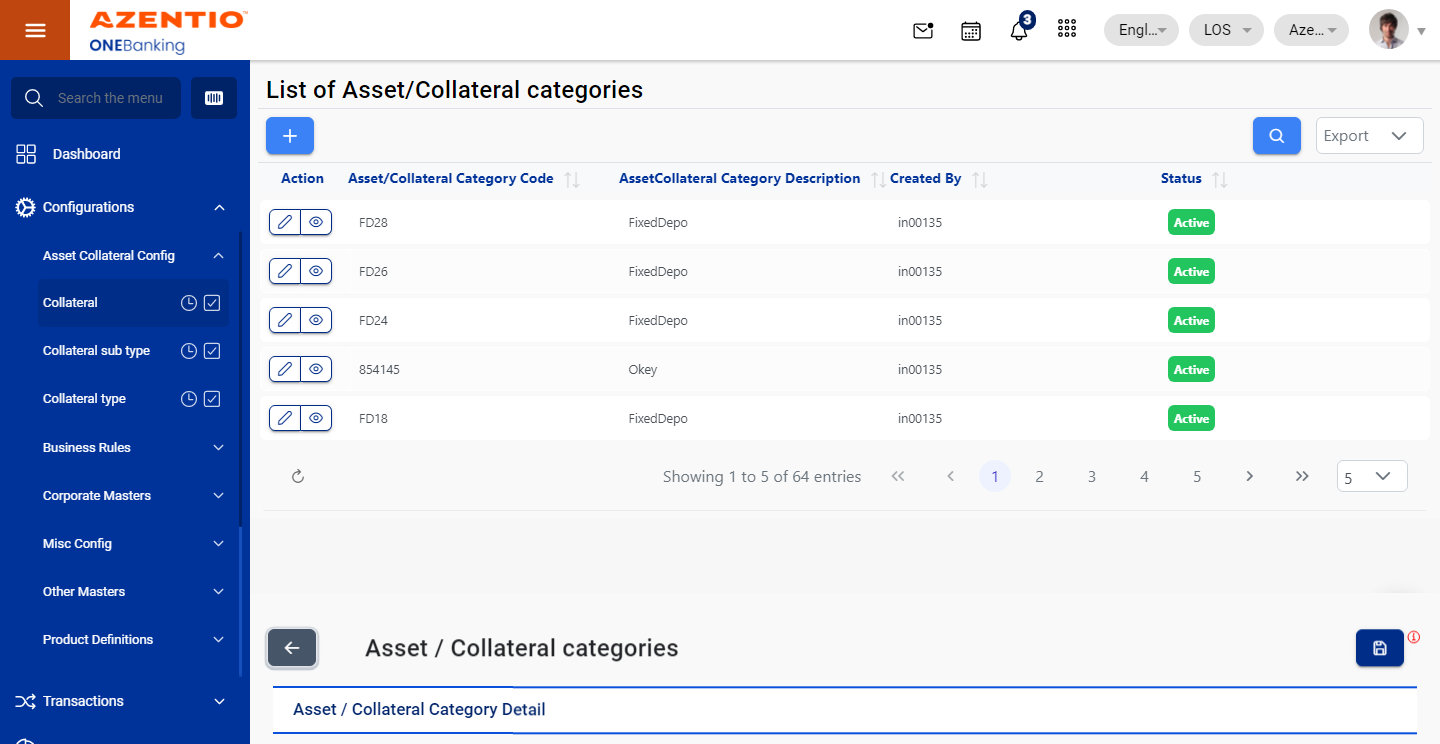 AZENTIO™
ONEBanking
3
Engl...
LOS
Aze...
Search the menu
Dashboard
Configurations
Asset Collateral Config
Collateral
Collateral sub type
Collateral type
Business Rules
Corporate Masters
Misc Config
Other Masters
Product Definitions
Transactions
List of Asset/Collateral categories
Export
Action Asset/Collateral Category Code AssetCollateral Category Description Created By Status
FD28 FixedDepo in00135 Active
FD26 FixedDepo in00135 Active
FD24 FixedDepo in00135 Active
854145 Okey in00135 Active
FD18 FixedDepo in00135 Active
Showing 1 to 5 of 64 entries 1 2 3 4 5 5
Asset / Collateral categories
Asset / Collateral Category Detail